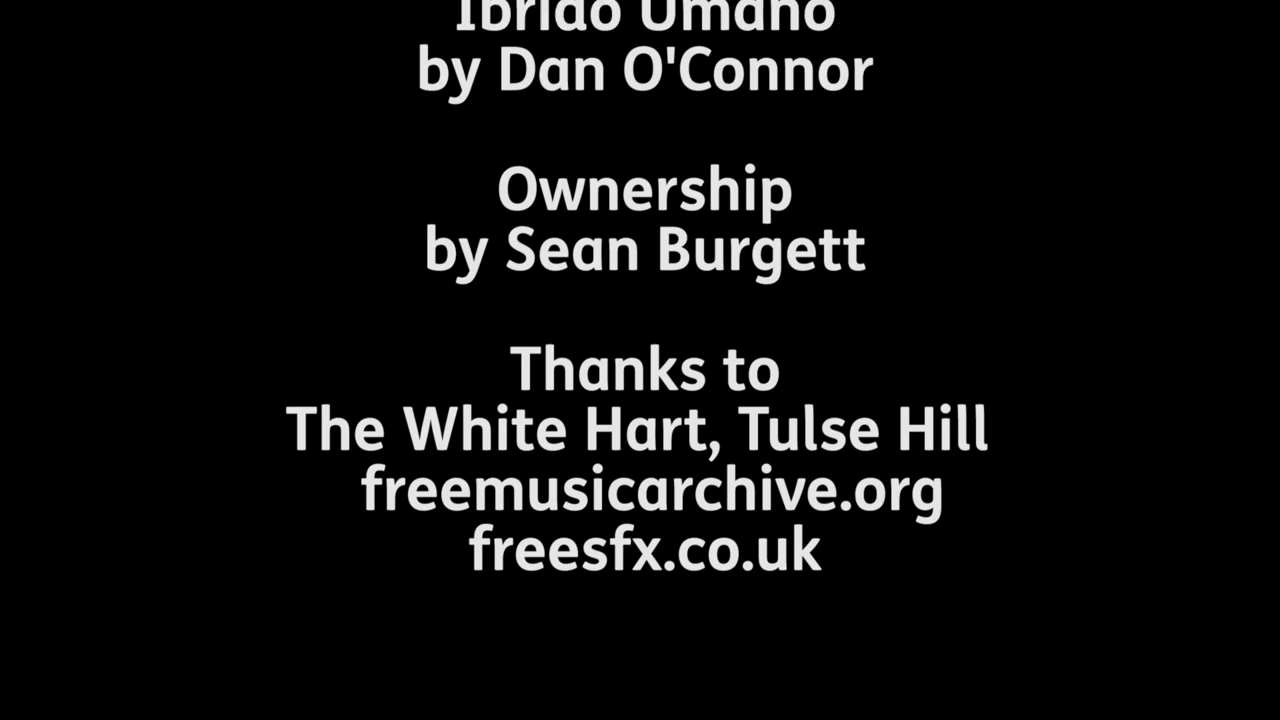 Ibrido Umano
by Dan O'Connor
Ownership
by Sean Burgett
Thanks to
The White Hart, Tulse Hill
freemusicarchive.org
freesfx.co.uk